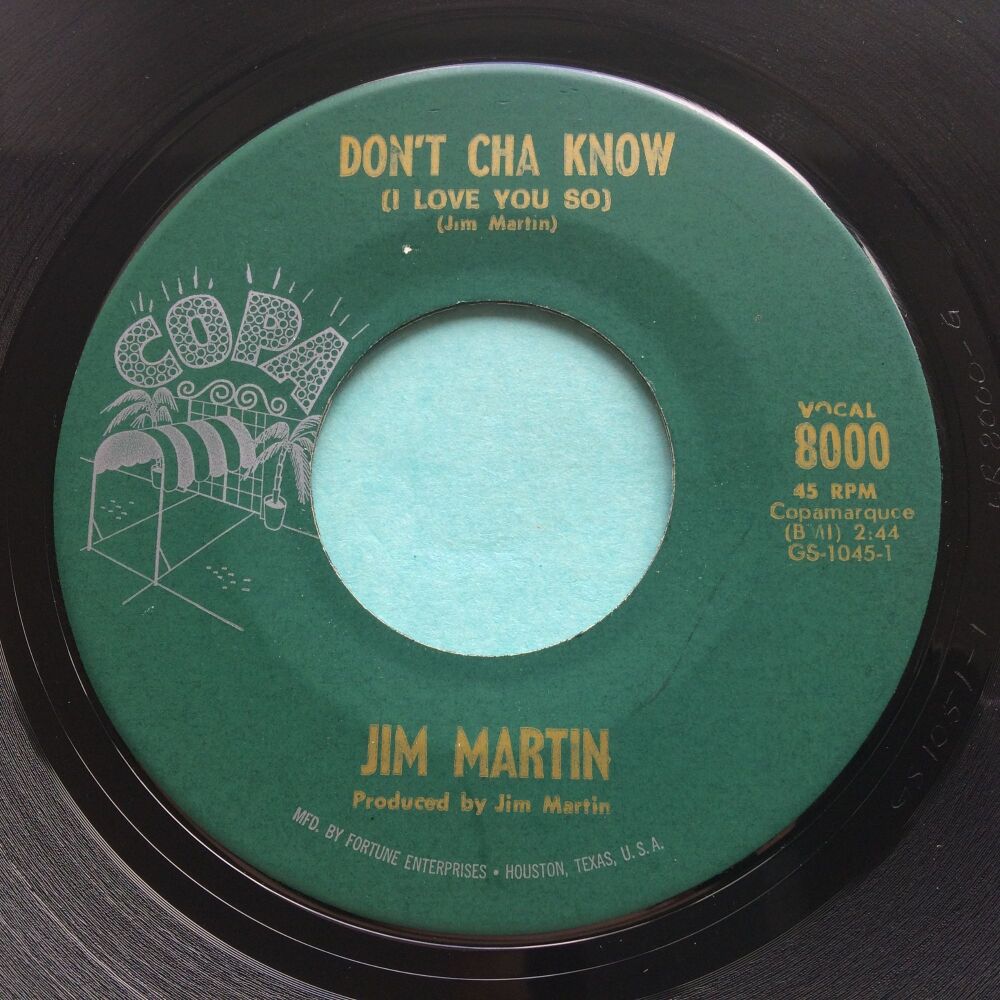 DON'T CHA KNOW
(I LOVE YOU SO)
(Jim Martin)
COPA
VOCAL
8000
45 RPM
Copamarquce
(BMI) 2:44
GS-1045-1
JIM MARTIN
Produced by Jim Martin
MFD. BY FORTUNE ENTERPRISES • HOUSTON, TEXAS, U.S.A.